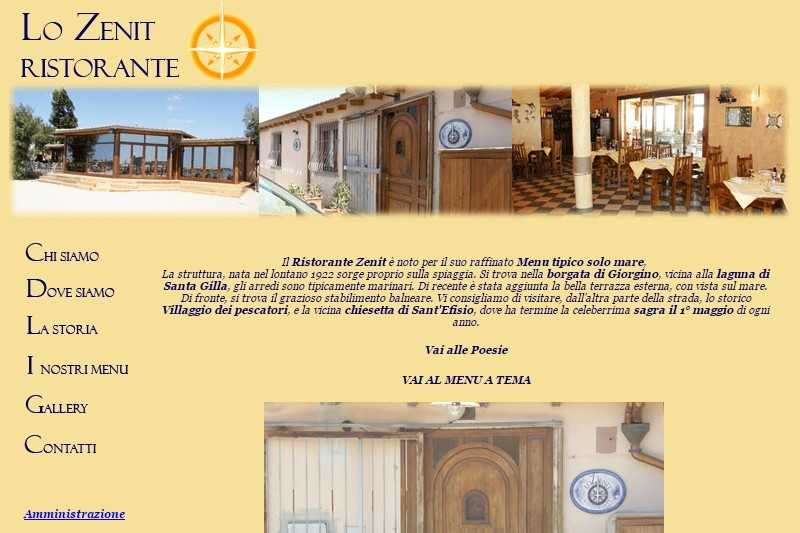 Lo Zenit
ristorante
Chi siamo
Dove siamo
La storia
I nostri menu
Gallery
Contatti
Amministrazione
Il Ristorante Zenit è noto per il suo raffinato Menu tipico solo mare,
La struttura, nata nel lontano 1922 sorge proprio sulla spiaggia. Si trova nella borgata di Giorgino, vicina alla laguna di
Santa Gilla, gli arredi sono tipicamente marinari. Di recente è stata aggiunta la bella terrazza esterna, con vista sul mare.
Di fronte, si trova il grazioso stabilimento balneare. Vi consigliamo di visitare, dall'altra parte della strada, lo storico
Villaggio dei pescatori, e la vicina chiesetta di Sant'Efisio, dove ha termine la celeberrima sagra il 1° maggio di ogni
anno.
Vai alle Poesie
VAI AL MENU A TEMA
LO ZENIT